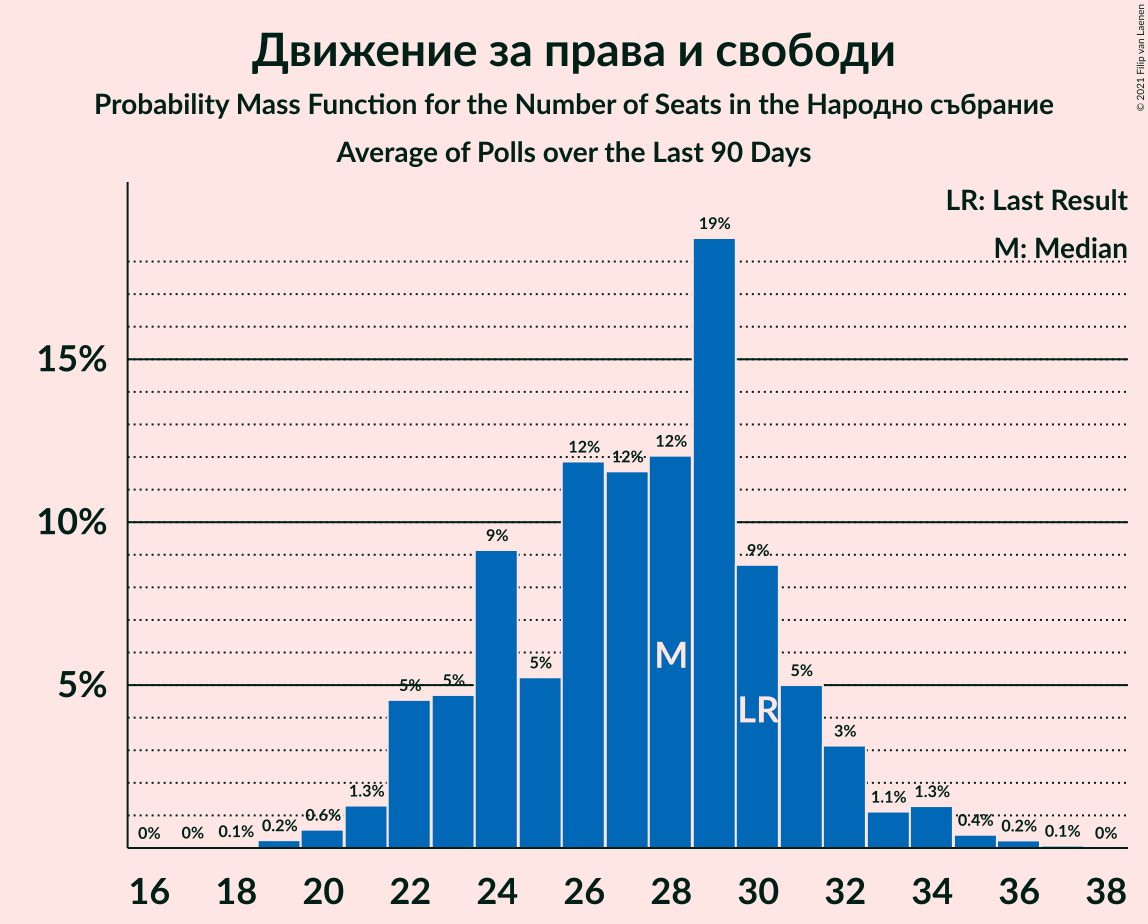 © 2021 Filip van Laenen
Движение за права и свободи
Probability Mass Function for the Number of Seats in the Народно събрание
Average of Polls over the Last 90 Days
LR: Last Result
M: Median
15%
10%
5%
0% 0% 0.1% 0.2% 0.6% 1.3% 5% 5% 9% 5% 12% 12% 12% 19% 9% 5% 3% 1.1% 1.3% 0.4% 0.2% 0.1% 0%
M
LR
16 18 20 22 24 26 28 30 32 34 36 38